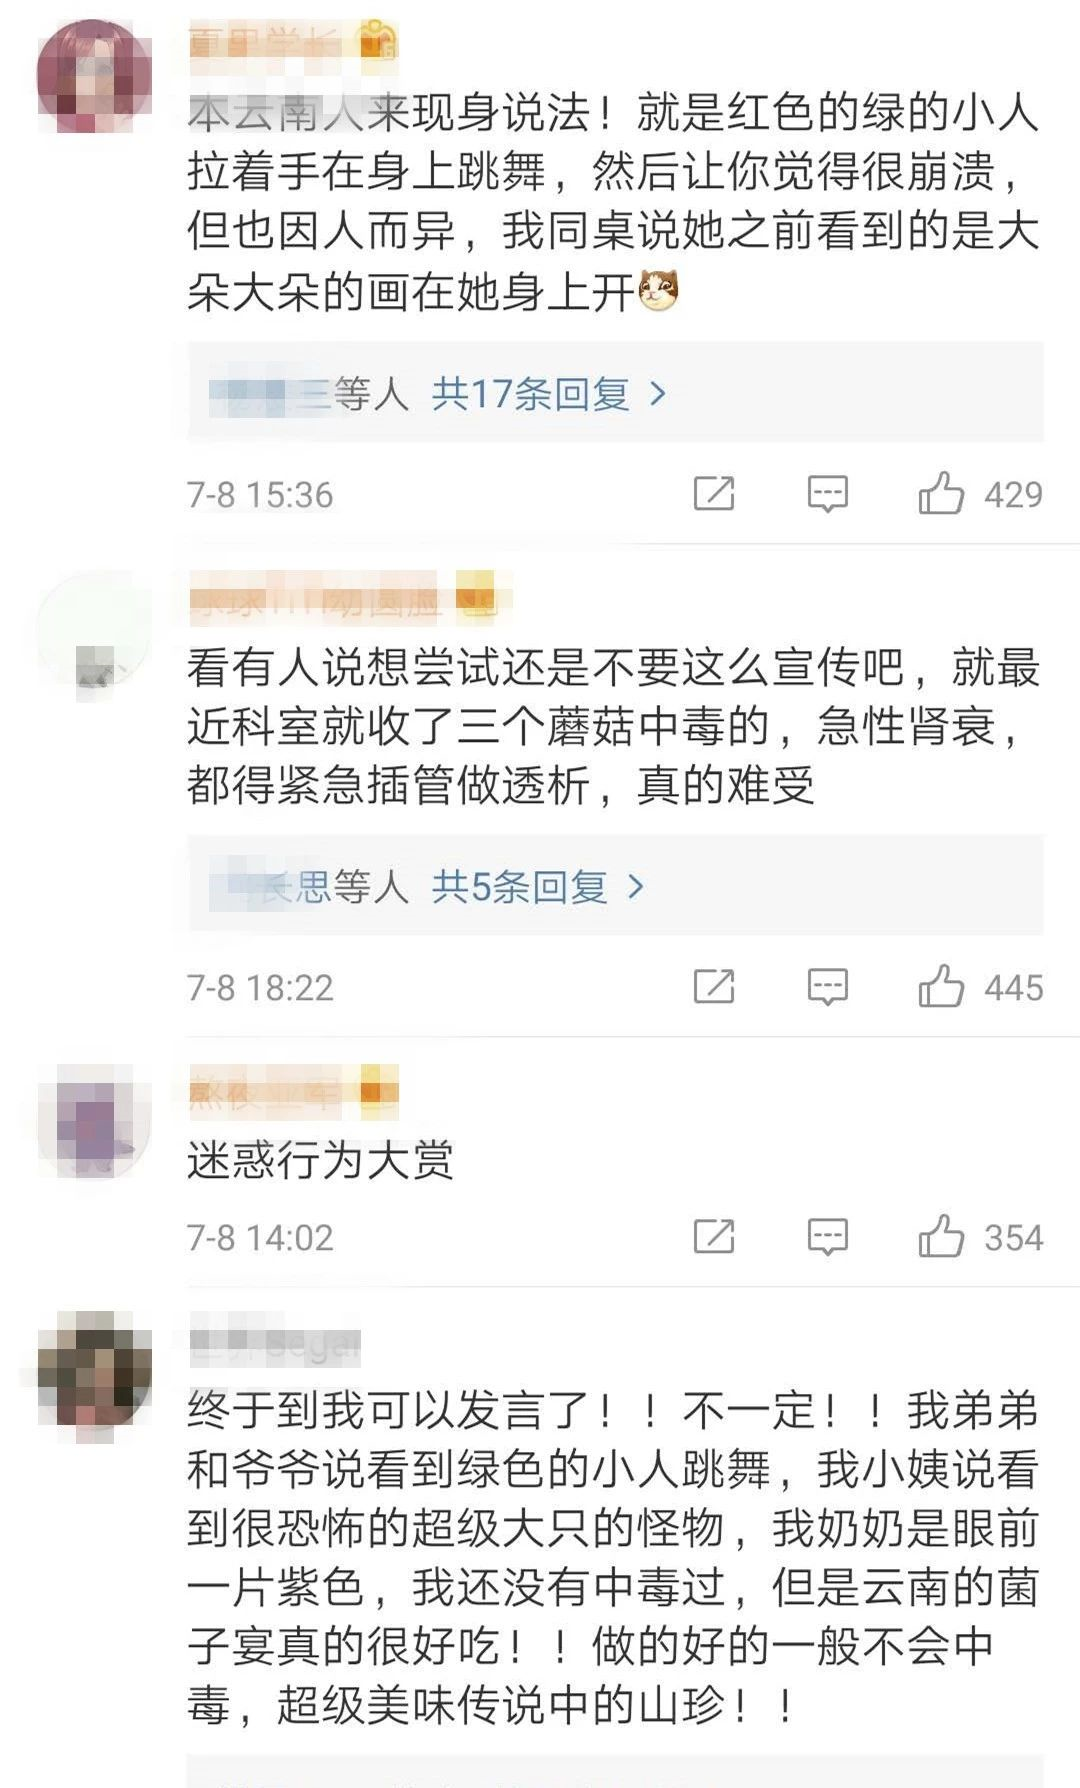 本云南人来现身说法！就是红色的绿的小人
拉着手在身上跳舞，然后让你觉得很崩溃，
但也因人而异，我同桌说她之前看到的是大
朵大朵的画在她身上开
三等人 共17条回复 >
7-8 15:36
429
看有人说想尝试还是不要这么宣传吧，就最
近科室就收了三个蘑菇中毒的，急性肾衰，
都得紧急插管做透析，真的难受
长思等人 共5条回复 >
7-8 18:22
445
迷惑行为大赏
7-8 14:02
354
终于到我可以发言了！！不一定！！我弟弟
和爷爷说看到绿色的小人跳舞，我小姨说看
到很恐怖的超级大只的怪物，我奶奶是眼前
一片紫色，我还没有中毒过，但是云南的菌
子宴真的很好吃！！做的好的一般不会中
毒，超级美味传说中的山珍！！